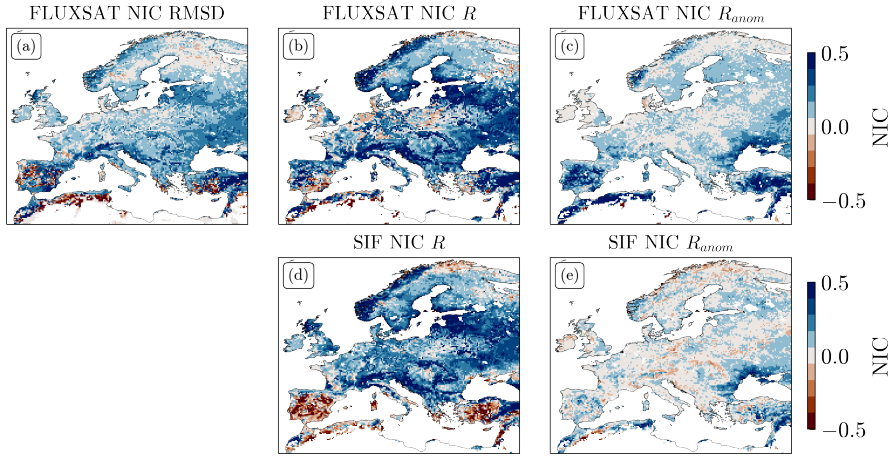 FLUXSAT NIC RMSD
FLUXSAT NIC R
FLUXSAT NIC R_anom
(a)
(b)
(c)
0.5
0.0
−0.5
NIC
SIF NIC R
SIF NIC R_anom
(d)
(e)
0.5
0.0
−0.5
NIC